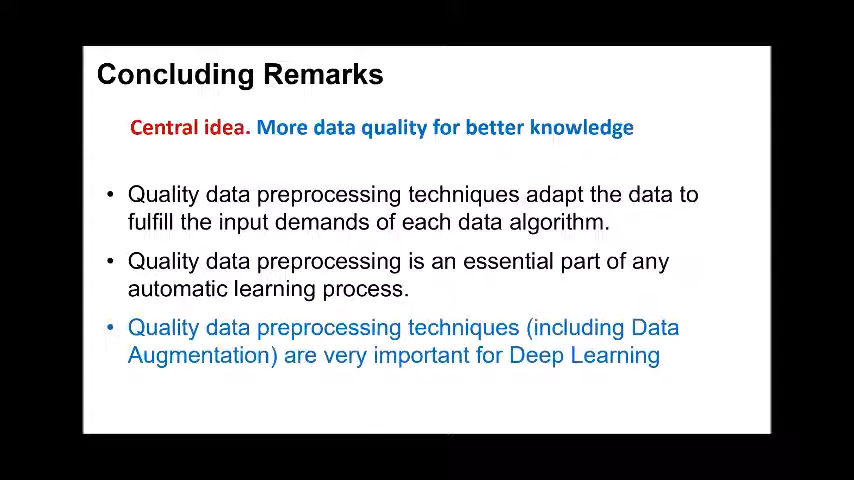 Concluding Remarks
Central idea. More data quality for better knowledge
• Quality data preprocessing techniques adapt the data to
fulfill the input demands of each data algorithm.
• Quality data preprocessing is an essential part of any
automatic learning process.
• Quality data preprocessing techniques (including Data
Augmentation) are very important for Deep Learning